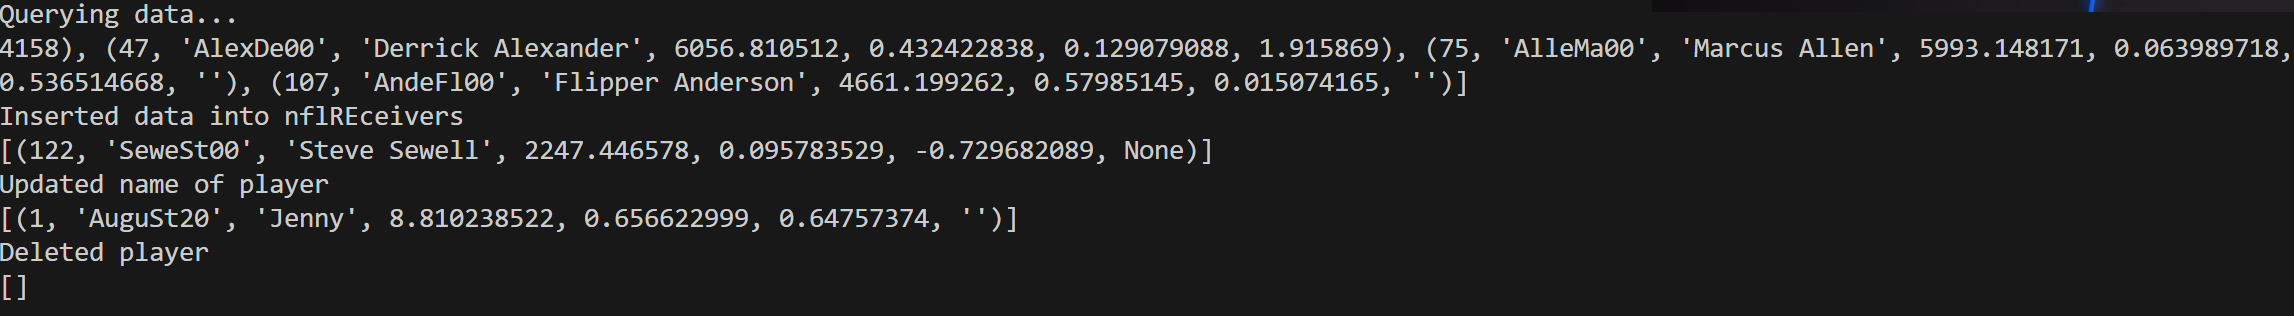 Querying data...
4158), (47, 'AlexDe00', 'Derrick Alexander', 6056.810512, 0.432422838, 0.129079088, 1.915869), (75, 'AlleMa00', 'Marcus Allen', 5993.148171, 0.063989718,
0.536514668, ''), (107, 'AndeFl00', 'Flipper Anderson', 4661.199262, 0.57985145, 0.015074165, '')]
Inserted data into nflREceivers
[(122, 'SeweSt00', 'Steve Sewell', 2247.446578, 0.095783529, -0.729682089, None)]
Updated name of player
[(1, 'AuguSt20', 'Jenny', 8.810238522, 0.656622999, 0.64757374, '')]
Deleted player
[]